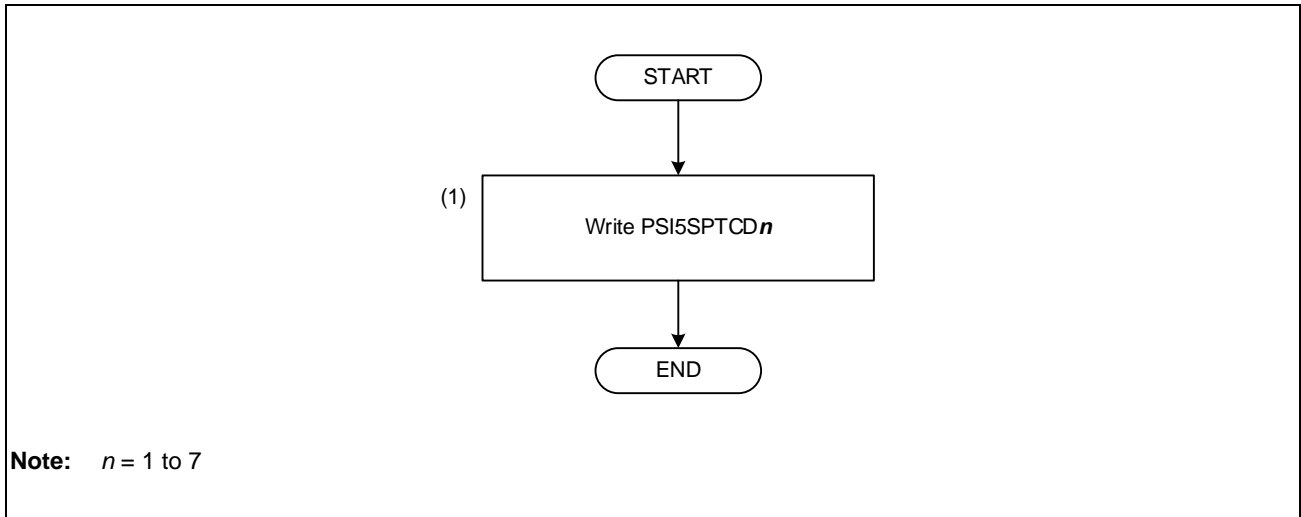 START
(1)
Write PSI5SPTCDn
END
Note: n = 1 to 7